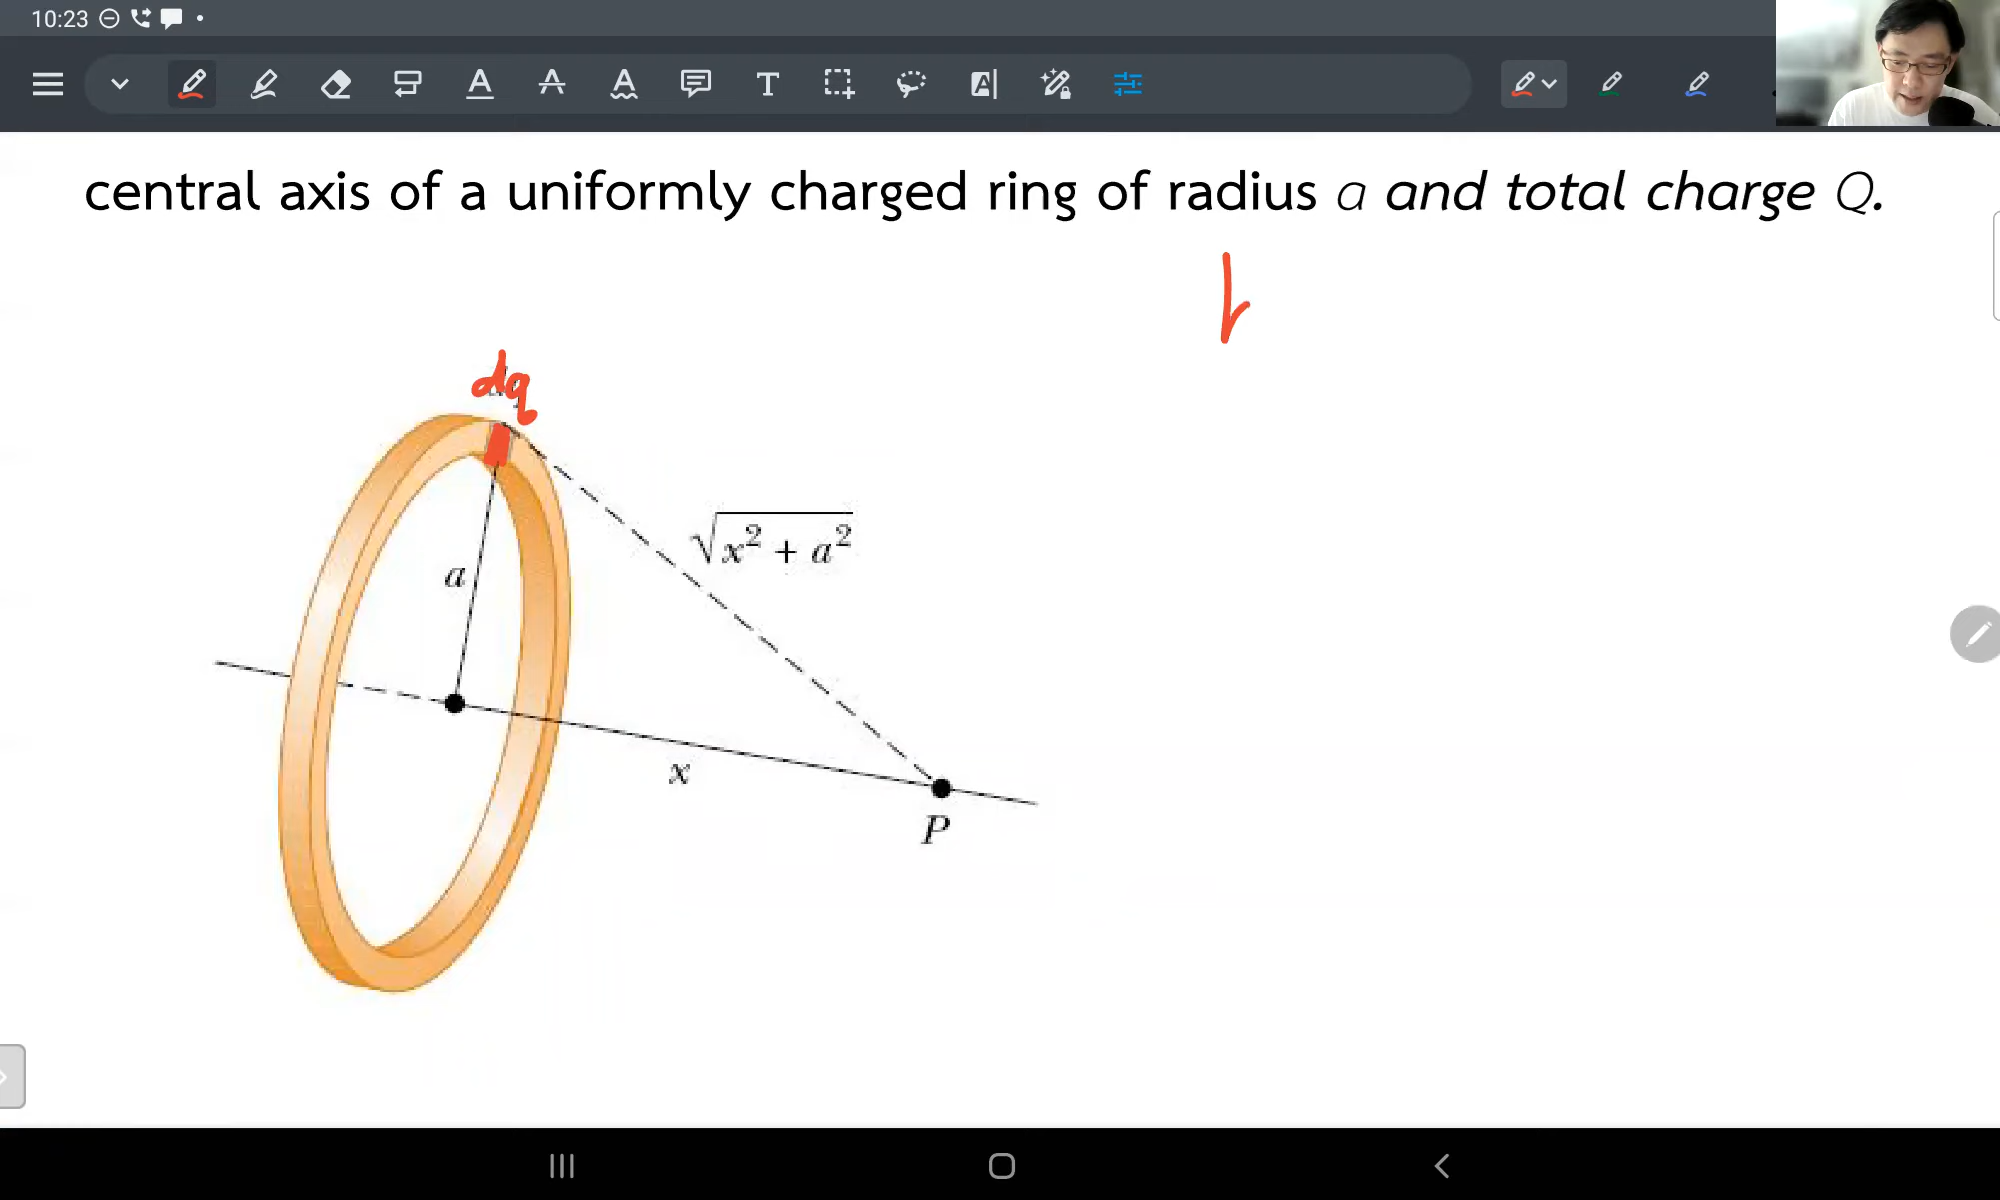 10:23
central axis of a uniformly charged ring of radius a and total charge Q.
dq
√x² + a²
a
x
P